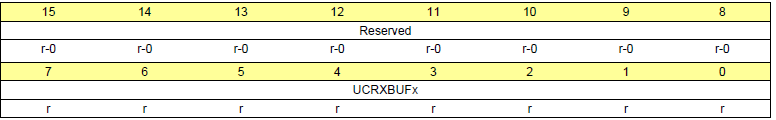 15 14 13 12 11 10 9 8
Reserved
r-0 r-0 r-0 r-0 r-0 r-0 r-0 r-0
7 6 5 4 3 2 1 0
UCRXBUFx
r r r r r r r r